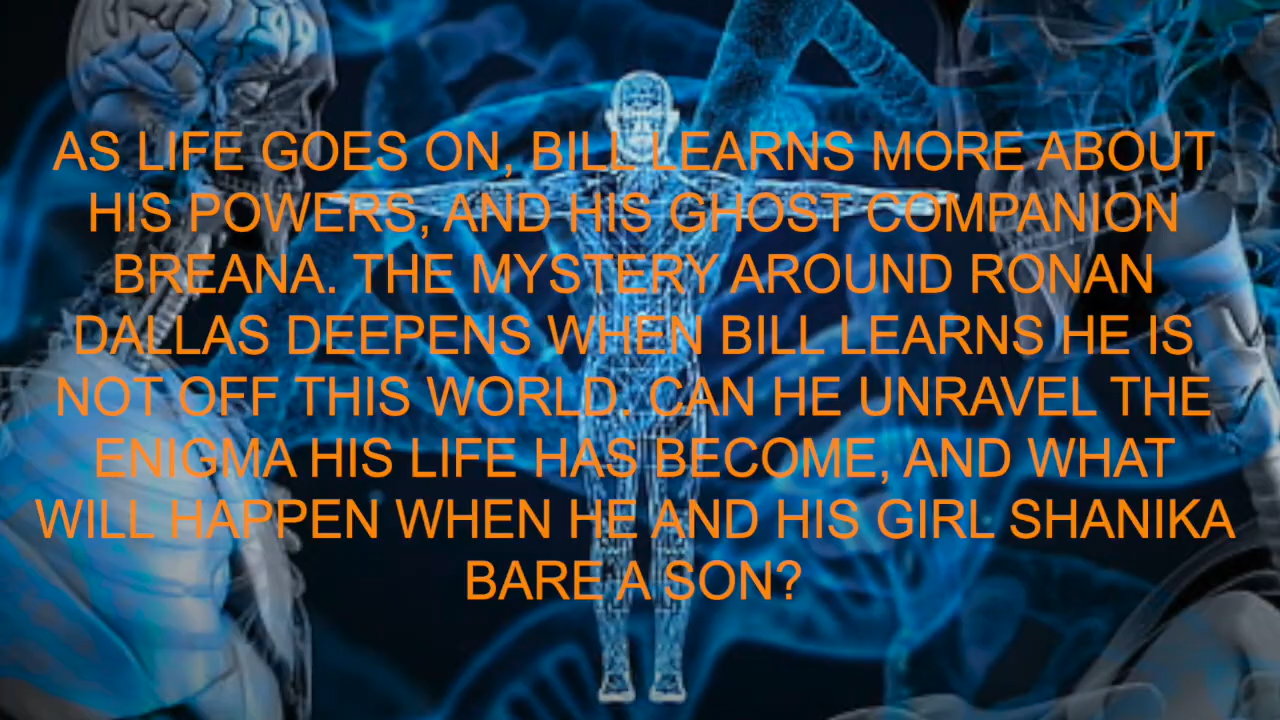 AS LIFE GOES ON, BILL LEARNS MORE ABOUT
HIS POWERS, AND HIS GHOST COMPANION
BREANA. THE MYSTERY AROUND RONAN
DALLAS DEEPENS WHEN BILL LEARNS HE IS
NOT OFF THIS WORLD. CAN HE UNRAVEL THE
ENIGMA HIS LIFE HAS BECOME, AND WHAT
WILL HAPPEN WHEN HE AND HIS GIRL SHANIKA
BARE A SON?